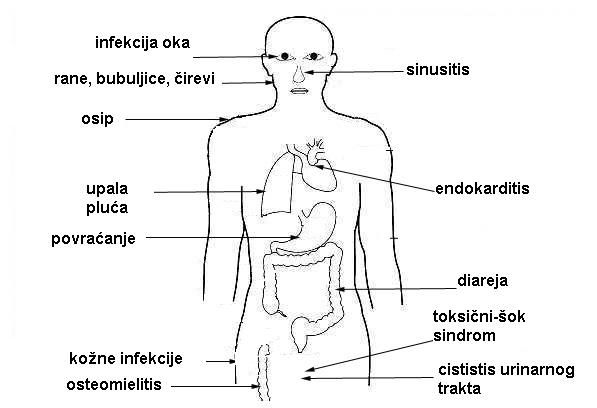 infekcija oka
sinusitis
rane, bubuljice, čirevi
osip
upala
pluća
endokarditis
povraćanje
diareja
toksični-šok
sindrom
kožne infekcije
cististis urinarnog
trakta
osteomielitis